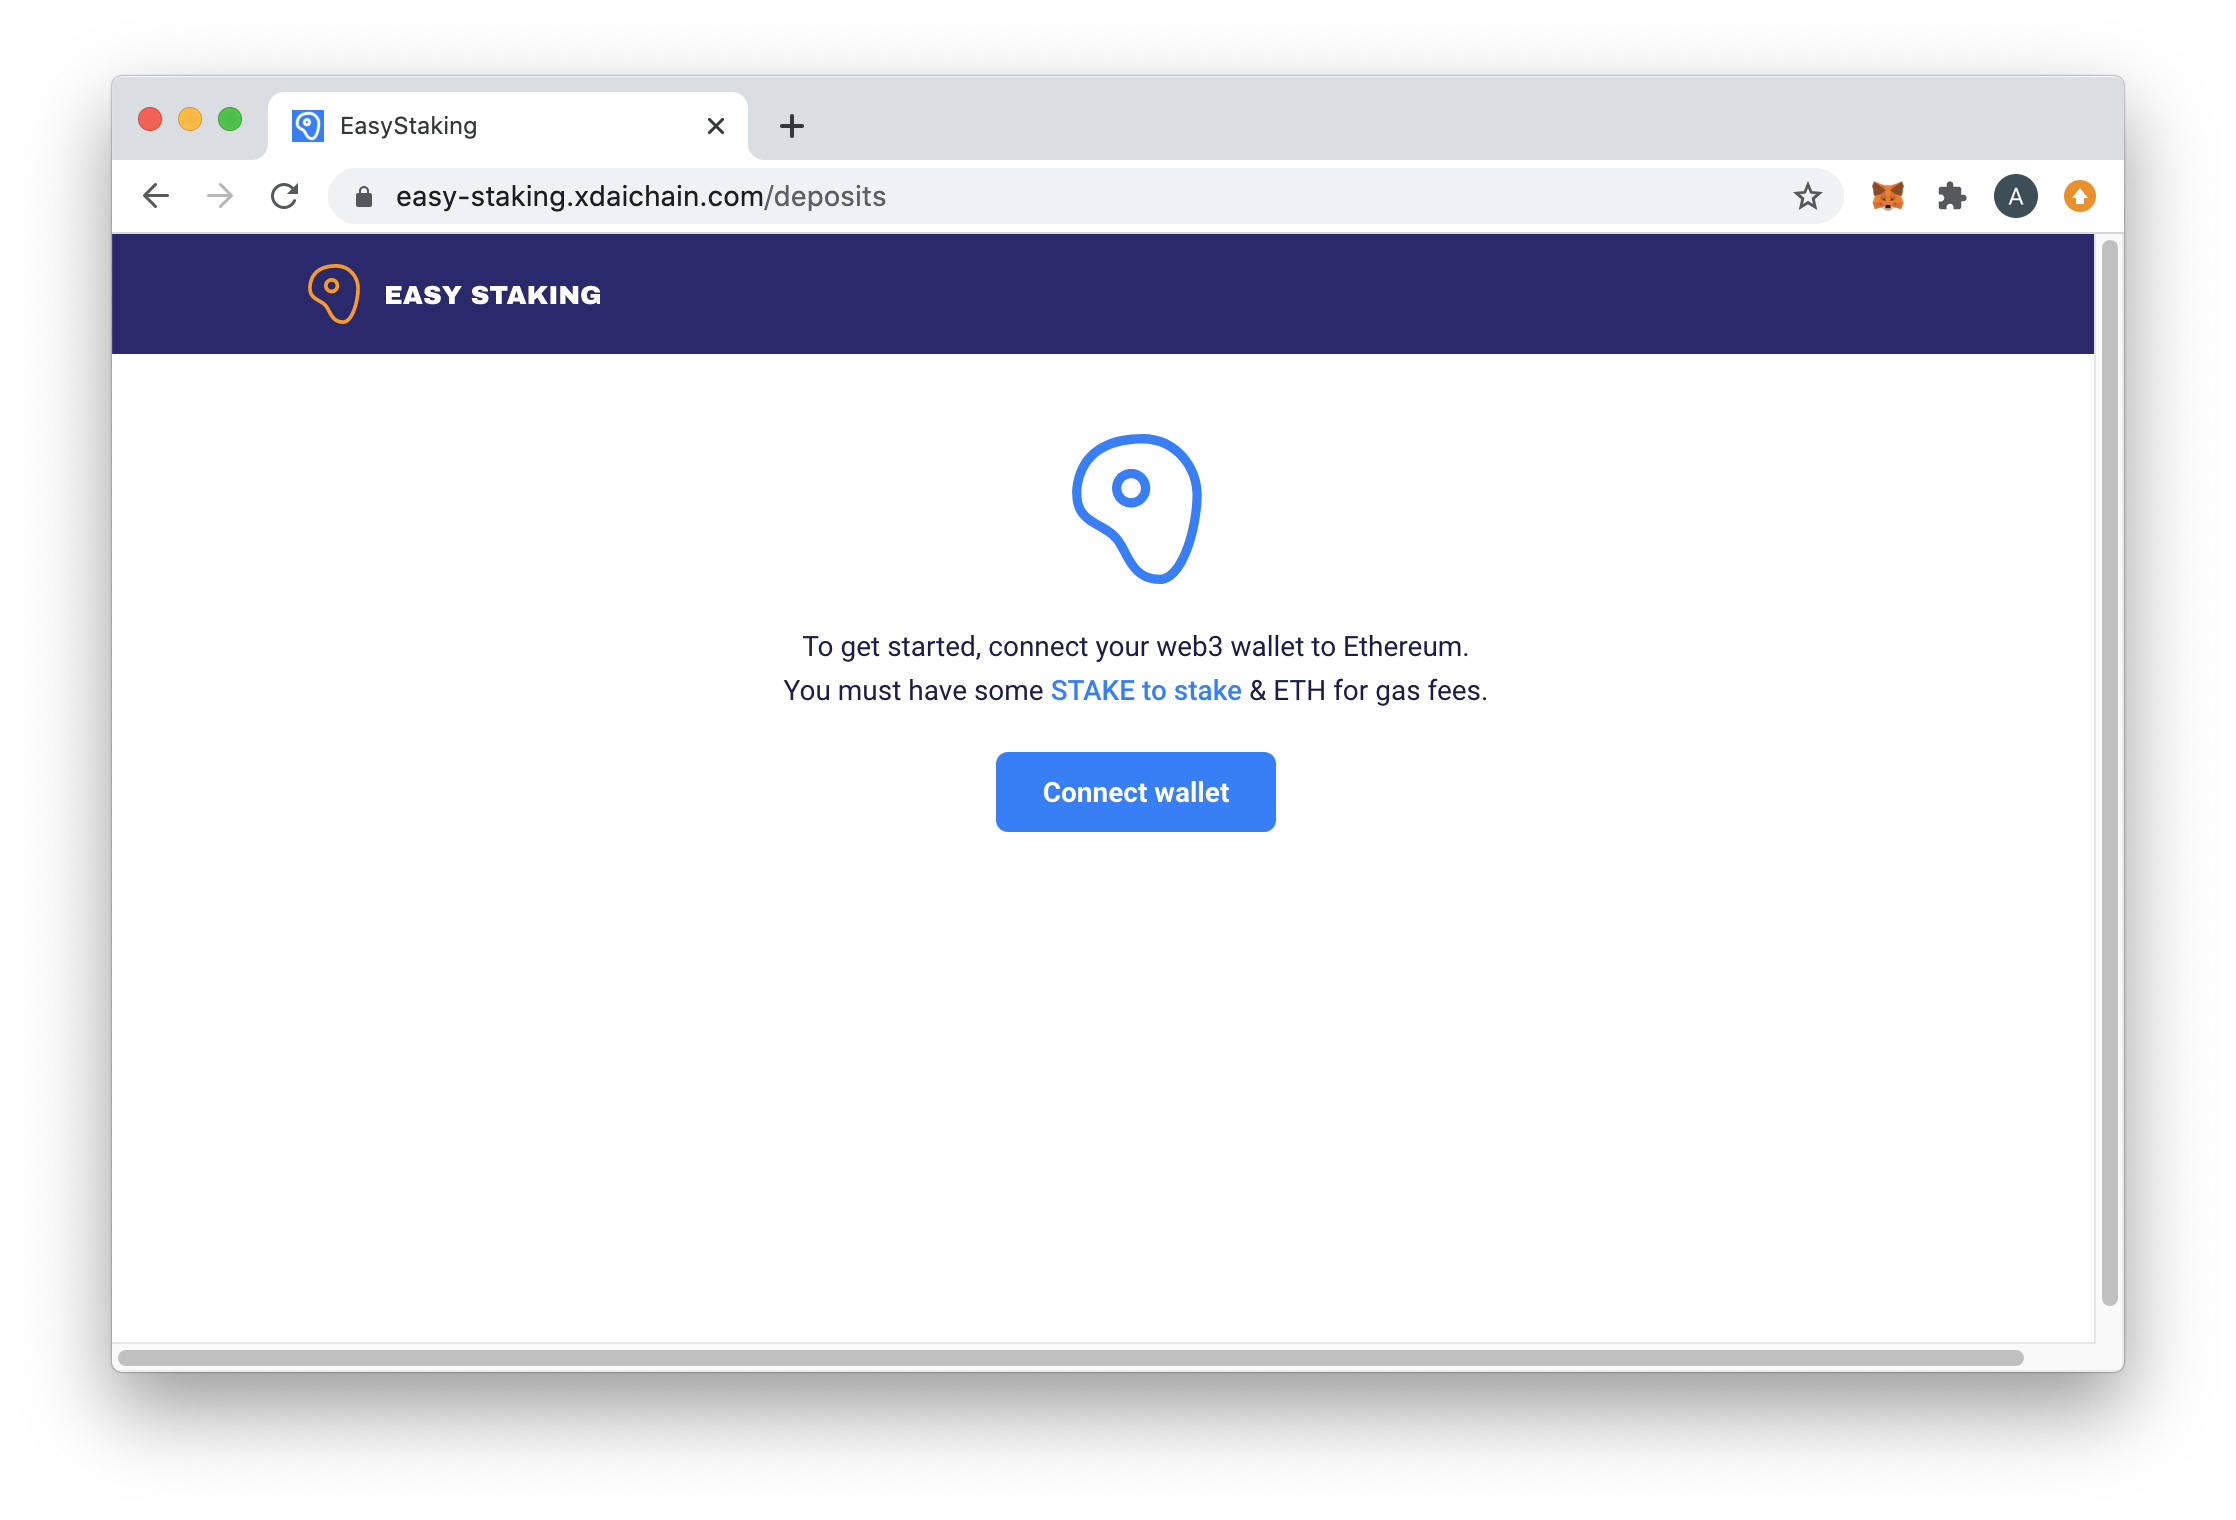 EasyStaking
easy-staking.xdaichain.com/deposits
A
EASY STAKING
To get started, connect your web3 wallet to Ethereum.
You must have some STAKE to stake & ETH for gas fees.
Connect wallet